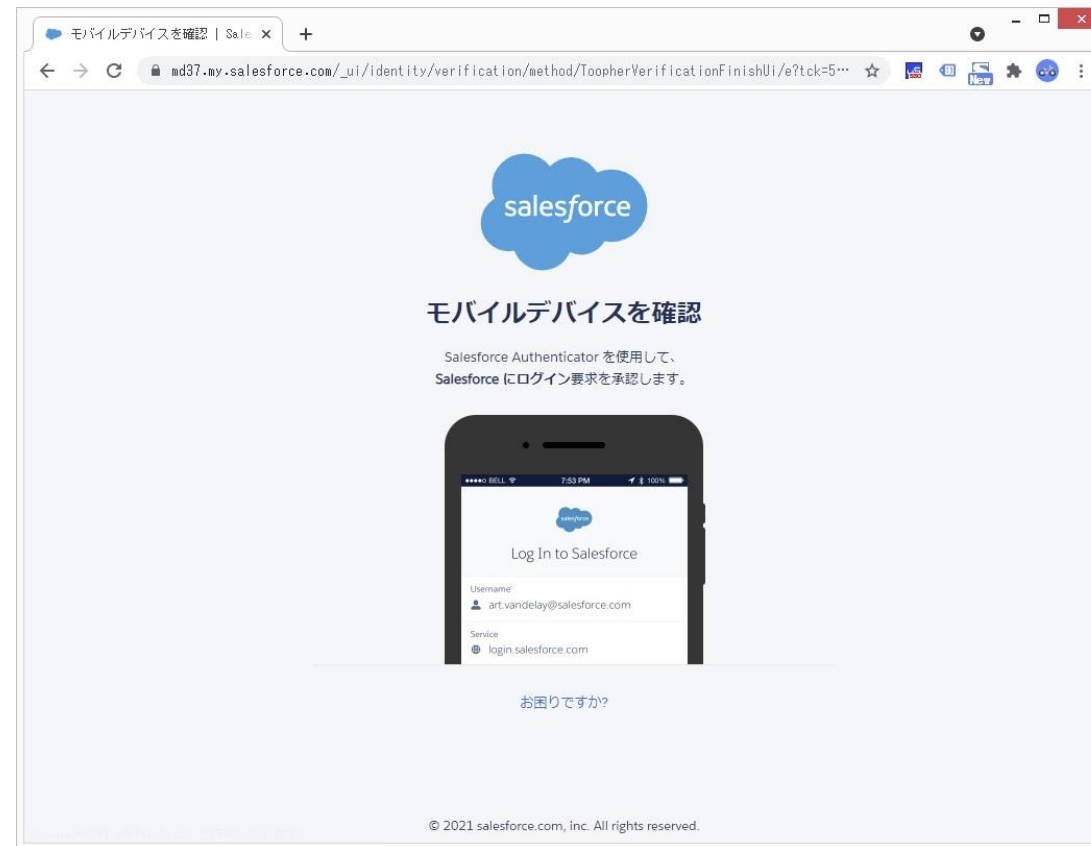 モバイルデバイスを確認 | Sale
md37.my.salesforce.com/_ui/identity/verification/method/ToopherVerificationFinishUi/e?tck=5…
New
salesforce
モバイルデバイスを確認
Salesforce Authenticator を使用して、
Salesforce にログイン要求を承認します。
BELL 7:53 PM 100%
salesforce
Log In to Salesforce
Username
art.vandelay@salesforce.com
Service
login.salesforce.com
お困りですか?
© 2021 salesforce.com, inc. All rights reserved.